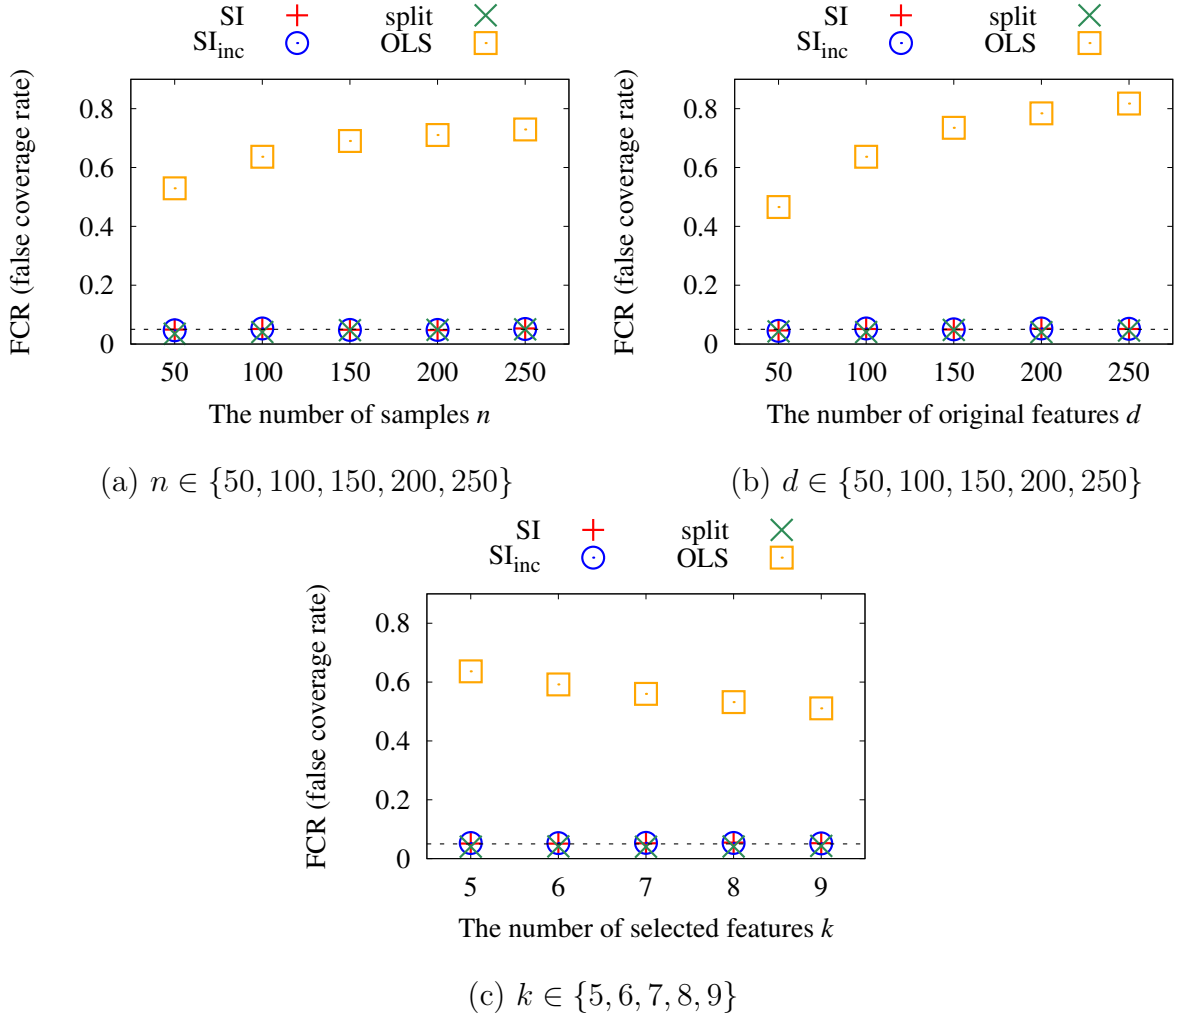 SI split
SIinc OLS
FCR (false coverage rate)
0.8
0.6
0.4
0.2
0
50 100 150 200 250
The number of samples n
(a) n ∈ {50, 100, 150, 200, 250}
SI split
SIinc OLS
FCR (false coverage rate)
0.8
0.6
0.4
0.2
0
50 100 150 200 250
The number of original features d
(b) d ∈ {50, 100, 150, 200, 250}
SI split
SIinc OLS
FCR (false coverage rate)
0.8
0.6
0.4
0.2
0
5 6 7 8 9
The number of selected features k
(c) k ∈ {5, 6, 7, 8, 9}